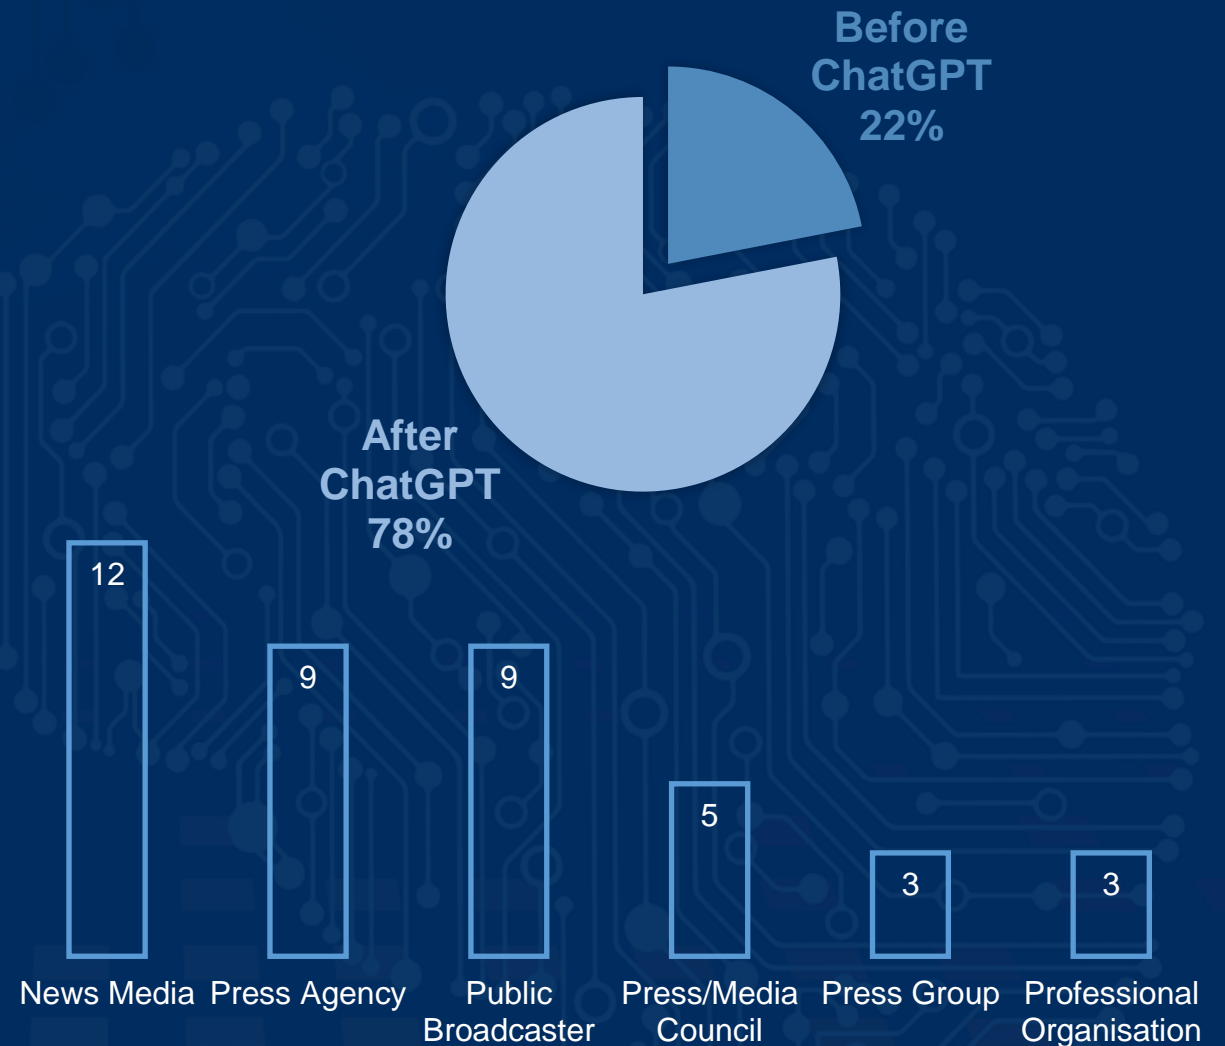 Before
ChatGPT
22%
After
ChatGPT
78%
12
9
9
5
3
3
News Media
Press Agency
Public
Broadcaster
Press/Media
Council
Press Group
Professional
Organisation